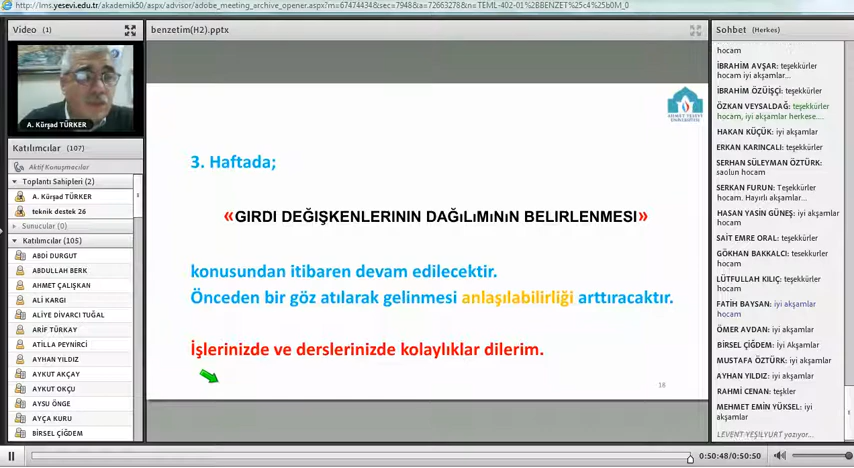 http://lms.yesevi.edu.tr/akademik50/aspx/advisor/adobe_meeting_archive_opener.aspx?m=67474434&sec=7948&a=72663278&n=TEML-402-01%2BBENZET%25c4%25b0M_0
Video (1)
A. Kürşad TÜRKER
Katılımcılar (107)
Aktif Konuşmacılar
Toplantı Sahipleri (2)
A. Kürşad TÜRKER
teknik destek 26
Sunucular (0)
Katılımcılar (105)
ABDİ DURGUT
ABDULLAH BERK
AHMET ÇALIŞKAN
ALİ KARGI
ALİYE DİVARCI TUĞAL
ARİF TÜRKAY
ATİLLA PEYNİRCİ
AYHAN YILDIZ
AYKUT AKÇAY
AYKUT OKÇU
AYSU ÖNGE
AYÇA KURU
BİRSEL ÇİĞDEM
benzetim(H2).pptx
AHMET YESEVİ
ÜNİVERSİTESİ
3. Haftada;
«GIRDI DEĞIŞKENLERININ DAĞıLıMıNıN BELIRLENMESI»
konusundan itibaren devam edilecektir.
Önceden bir göz atılarak gelinmesi anlaşılabilirliği arttıracaktır.
İşlerinizde ve derslerinizde kolaylıklar dilerim.
18
Sohbet (Herkes)
hocam
İBRAHİM AVŞAR: teşekkürler
hocam iyi akşamlar...
İBRAHİM ÖZÜİŞÇİ: teşekkürler
ÖZKAN VEYSALDAĞ: teşekkürler
hocam, iyi akşamlar herkese....
HAKAN KÜÇÜK: iyi akşamlar
ERKAN KARINCALI: teşekkürler
SERHAN SÜLEYMAN ÖZTÜRK:
saolun hocam
SERKAN FURUN: Teşekkürler
hocam. Hayırlı akşamlar...
HASAN YASİN GÜNEŞ: iyi akşamlar
hocam
SAİT EMRE ORAL: teşekkürler
GÖKHAN BAKKALCI: teşekkürler
hocam
LÜTFULLAH KILIÇ: teşekkürler
hocam
FATİH BAYSAN: iyi akşamlar
hocam
ÖMER AVDAN: iyi akşamlar
BİRSEL ÇİĞDEM: İyi Akşamlar
MUSTAFA ÖZTÜRK: iyi akşamlar
AYHAN YILDIZ: iyi akşamlar
RAHMİ CENAN: teşkler
MEHMET EMİN YÜKSEL: iyi
akşamlar
LEVENT YEŞİLYURT yazıyor...
0:50:48/0:50:50